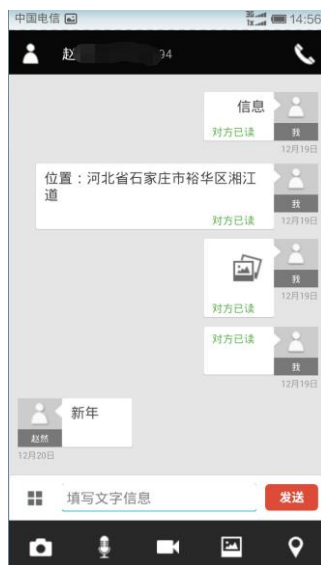 中国电信 3G 1X 14:56
赵 94
信息
对方已读
我
12月19日
位置：河北省石家庄市裕华区湘江
道
对方已读
我
12月19日
对方已读
我
12月19日
对方已读
我
12月19日
新年
赵然
12月20日
填写文字信息
发送